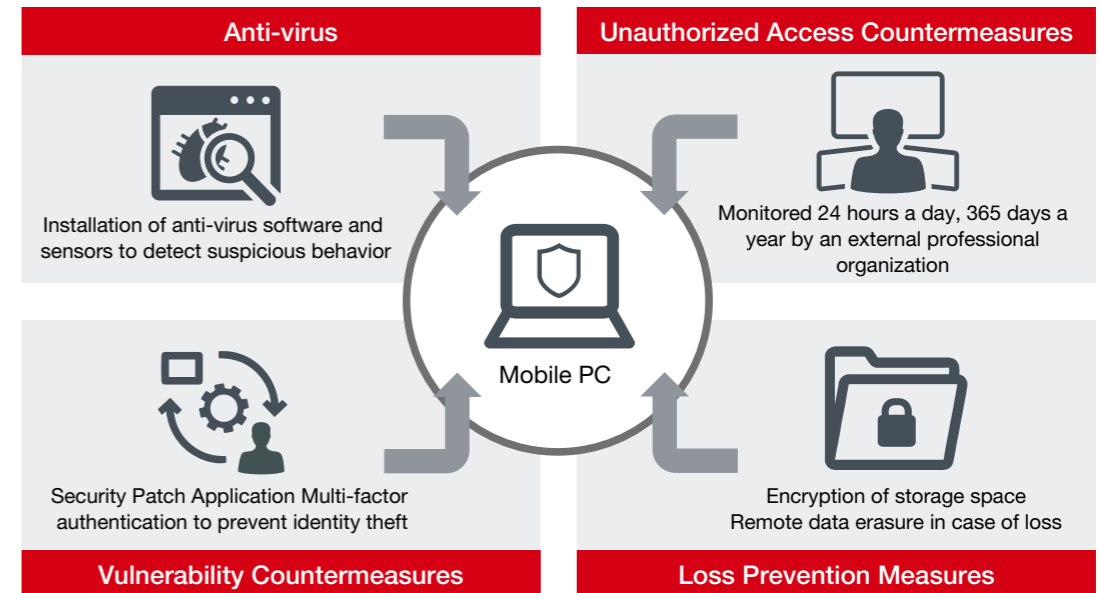 Anti-virus
Installation of anti-virus software and
sensors to detect suspicious behavior
Unauthorized Access Countermeasures
Monitored 24 hours a day, 365 days a
year by an external professional
organization
Mobile PC
Security Patch Application Multi-factor
authentication to prevent identity theft
Vulnerability Countermeasures
Encryption of storage space
Remote data erasure in case of loss
Loss Prevention Measures